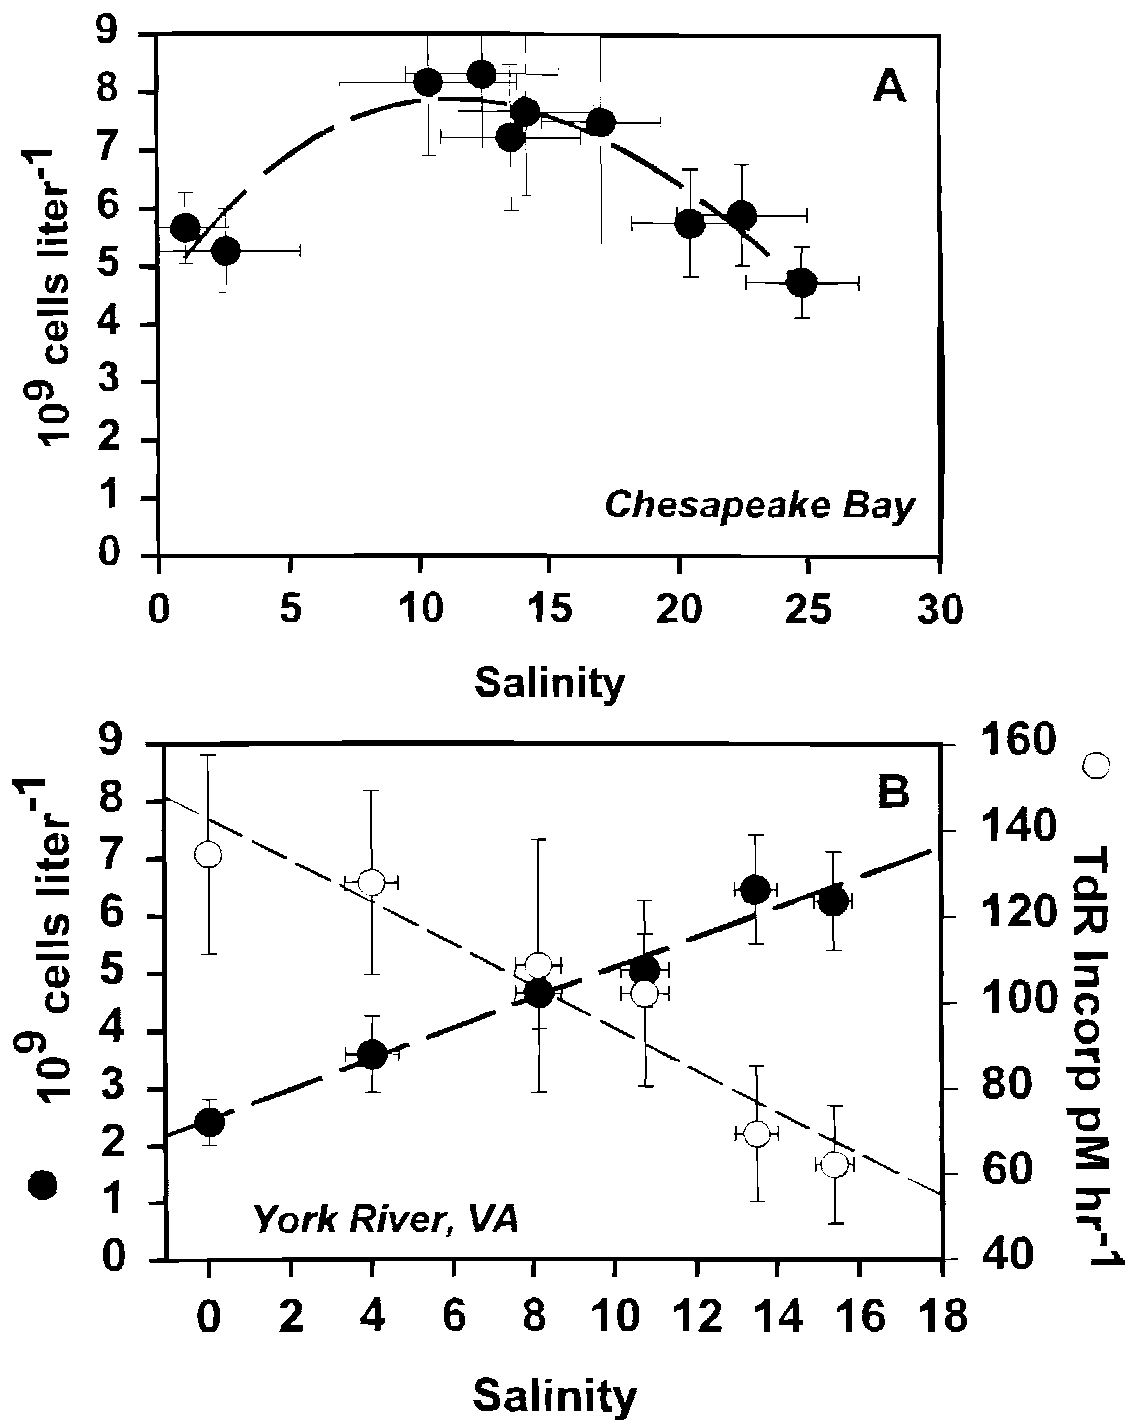 9
8
7
6
5
4
3
2
1
0
10⁹ cells liter⁻¹
A
Chesapeake Bay
0 5 10 15 20 25 30
Salinity
9
8
7
6
5
4
3
2
1
0
10⁹ cells liter⁻¹
B
York River, VA
160
140
120
100
80
60
40
TdR Incorp pM hr⁻¹
0 2 4 6 8 10 12 14 16 18
Salinity